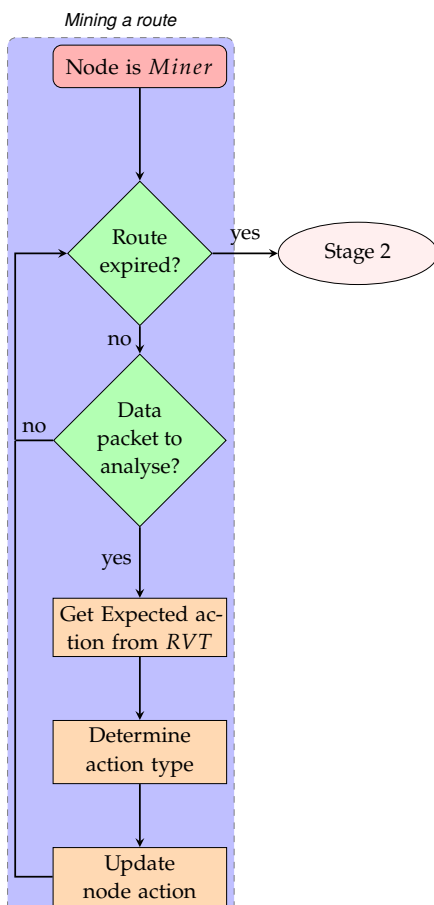 Mining a route
Node is Miner
Route
expired?
yes
Stage 2
no
Data
packet to
analyse?
no
yes
Get Expected ac-
tion from RVT
Determine
action type
Update
node action